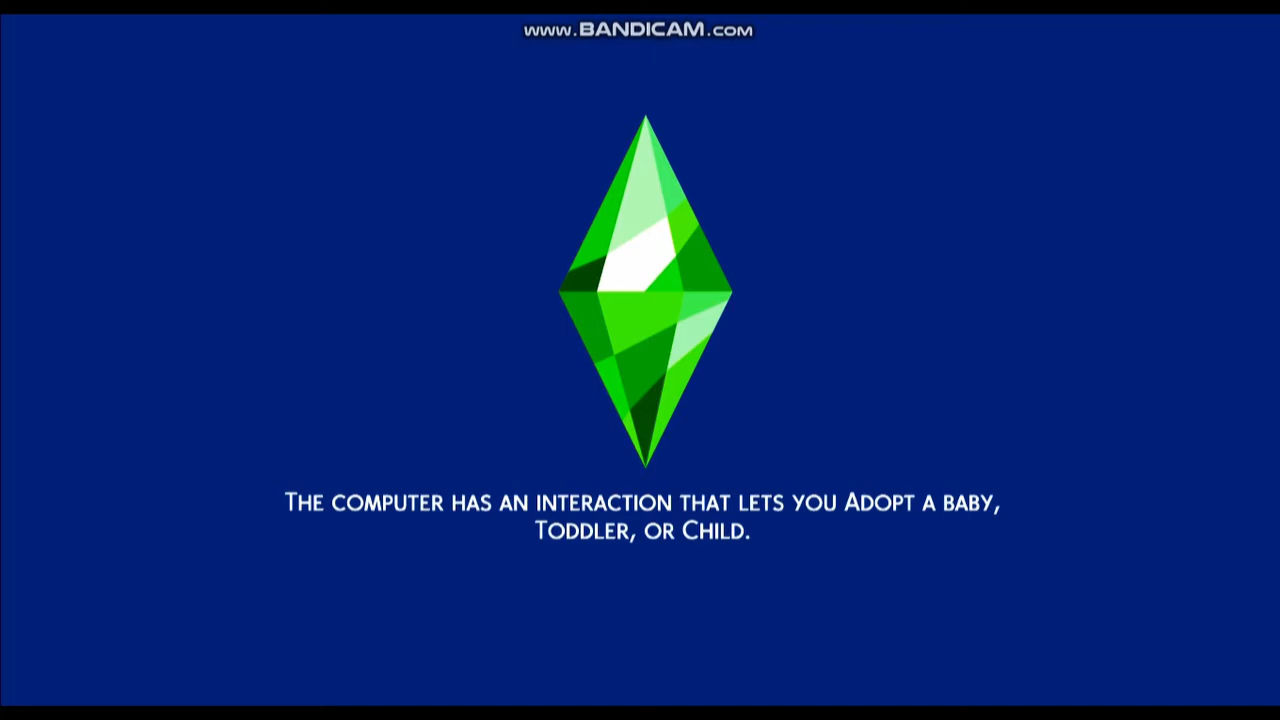 www.BANDICAM.com
The computer has an interaction that lets you Adopt a baby,
Toddler, or Child.